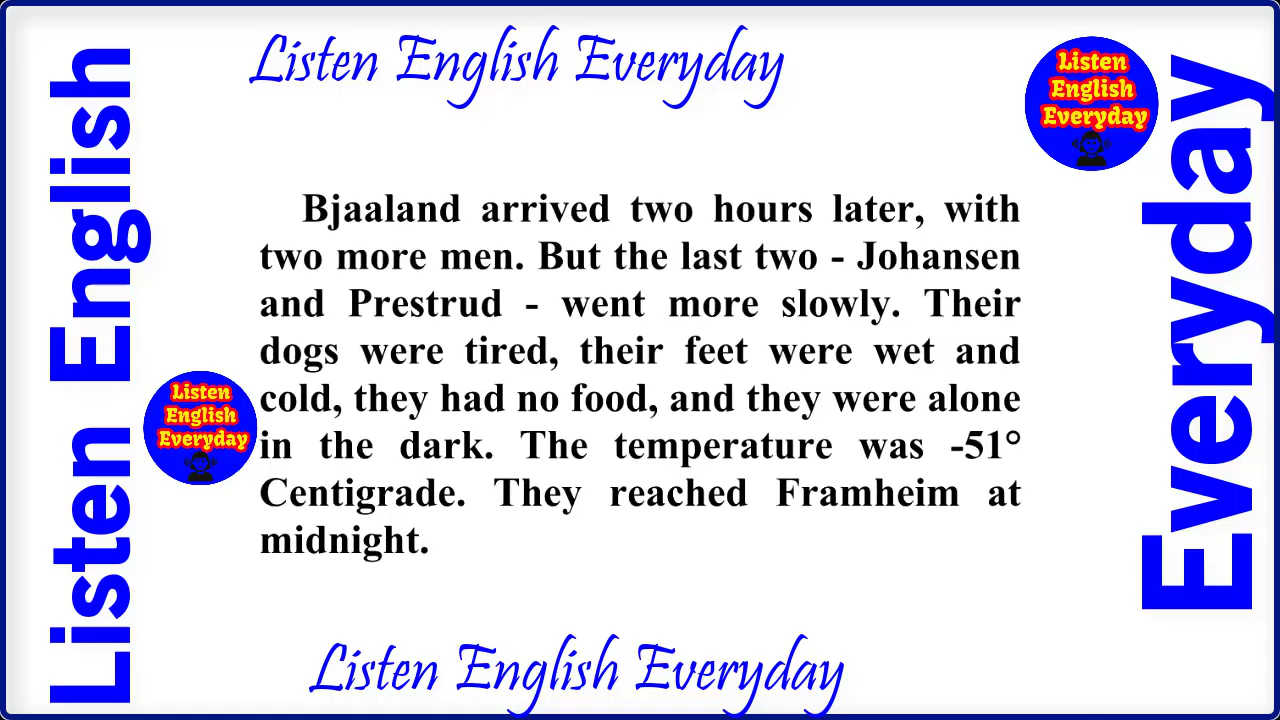 Listen English Everyday
Listen
English
Everyday
Listen English
Everyday
Bjaaland arrived two hours later, with
two more men. But the last two - Johansen
and Prestrud - went more slowly. Their
dogs were tired, their feet were wet and
cold, they had no food, and they were alone
in the dark. The temperature was -51°
Centigrade. They reached Framheim at
midnight.
Listen
English
Everyday
Listen English Everyday